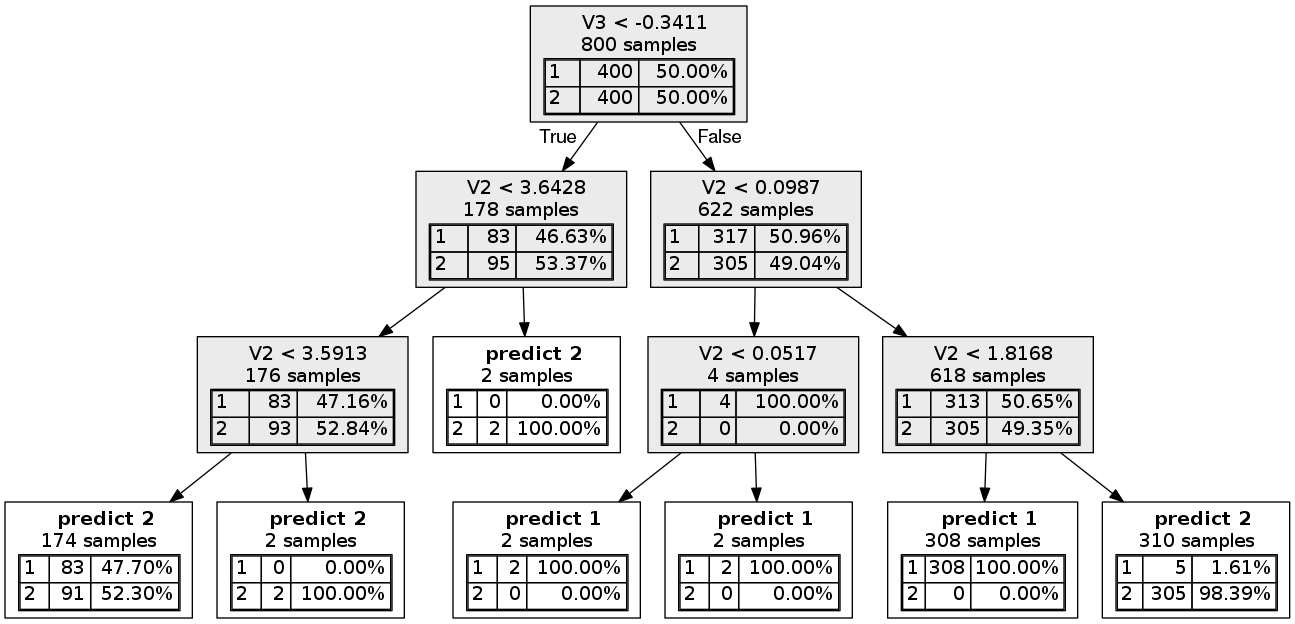 V3 < -0.3411
800 samples
1 400 50.00%
2 400 50.00%
True False
V2 < 3.6428
178 samples
1 83 46.63%
2 95 53.37%
V2 < 0.0987
622 samples
1 317 50.96%
2 305 49.04%
V2 < 3.5913
176 samples
1 83 47.16%
2 93 52.84%
predict 2
2 samples
1 0 0.00%
2 2 100.00%
V2 < 0.0517
4 samples
1 4 100.00%
2 0 0.00%
V2 < 1.8168
618 samples
1 313 50.65%
2 305 49.35%
predict 2
174 samples
1 83 47.70%
2 91 52.30%
predict 2
2 samples
1 0 0.00%
2 2 100.00%
predict 1
2 samples
1 2 100.00%
2 0 0.00%
predict 1
2 samples
1 2 100.00%
2 0 0.00%
predict 1
308 samples
1 308 100.00%
2 0 0.00%
predict 2
310 samples
1 5 1.61%
2 305 98.39%